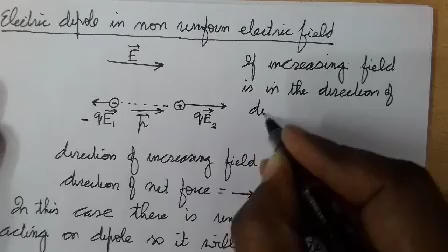 Electric dipole in non uniform electric field
E
If increasing field
is in the direction of
- qE₁ p qE₂
direction of increasing field
direction of net force = →
In this case there is
acting on dipole so it will